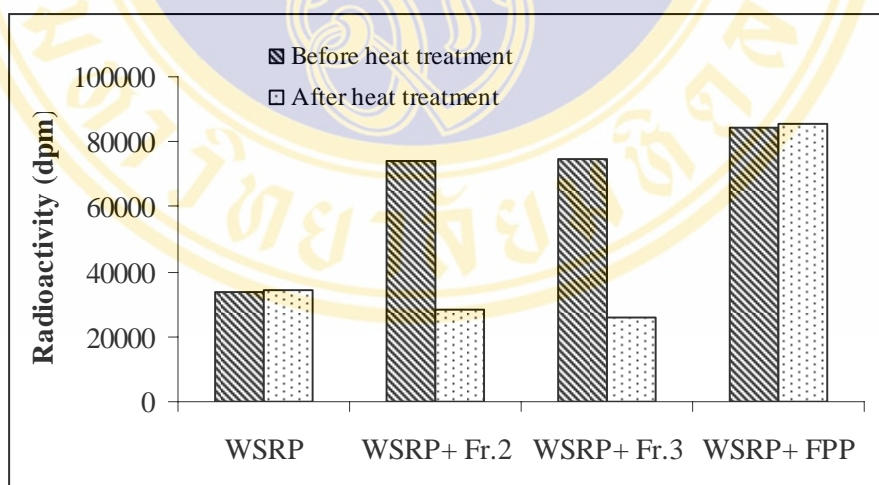 Before heat treatment
After heat treatment
Radioactivity (dpm)
100000
80000
60000
40000
20000
0
WSRP
WSRP+ Fr.2
WSRP+ Fr.3
WSRP+ FPP